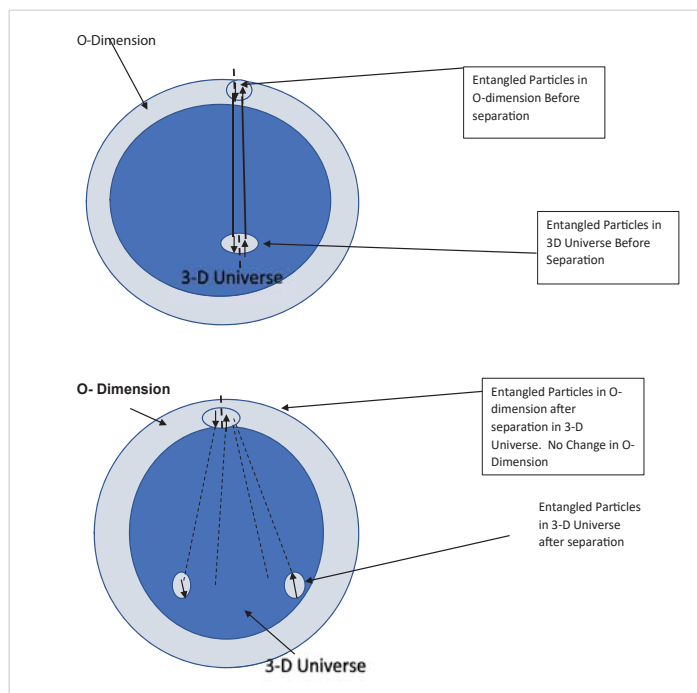 O-Dimension
Entangled Particles in
O-dimension Before
separation
Entangled Particles in
3D Universe Before
Separation
3-D Universe
O- Dimension
Entangled Particles in O-
dimension after
separation in 3-D
Universe.  No Change in O-
Dimension
Entangled Particles
in 3-D Universe
after separation
3-D Universe